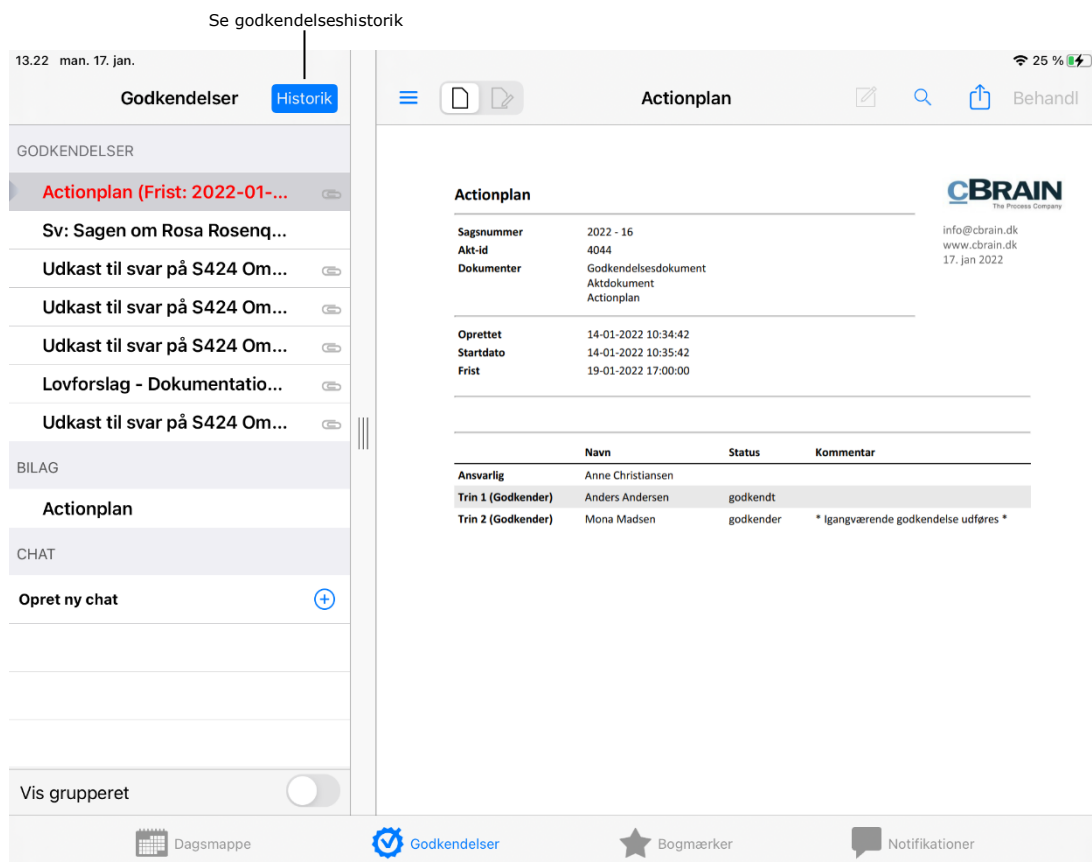 Se godkendelseshistorik
13.22 man. 17. jan.
25 %
Godkendelser
Historik
Actionplan
Behandl
GODKENDELSER
Actionplan (Frist: 2022-01-...
Sv: Sagen om Rosa Rosenq...
Udkast til svar på S424 Om...
Udkast til svar på S424 Om...
Udkast til svar på S424 Om...
Lovforslag - Dokumentatio...
Udkast til svar på S424 Om...
BILAG
Actionplan
CHAT
Opret ny chat
Vis grupperet
Actionplan
CBRAIN
The Process Company
info@cbrain.dk
www.cbrain.dk
17. jan 2022
Sagsnummer 2022 - 16
Akt-id 4044
Dokumenter Godkendelsesdokument
Aktdokument
Actionplan
Oprettet 14-01-2022 10:34:42
Startdato 14-01-2022 10:35:42
Frist 19-01-2022 17:00:00
Navn Status Kommentar
Ansvarlig Anne Christiansen
Trin 1 (Godkender) Anders Andersen godkendt
Trin 2 (Godkender) Mona Madsen godkender * Igangværende godkendelse udføres *
Dagsmappe
Godkendelser
Bogmærker
Notifikationer